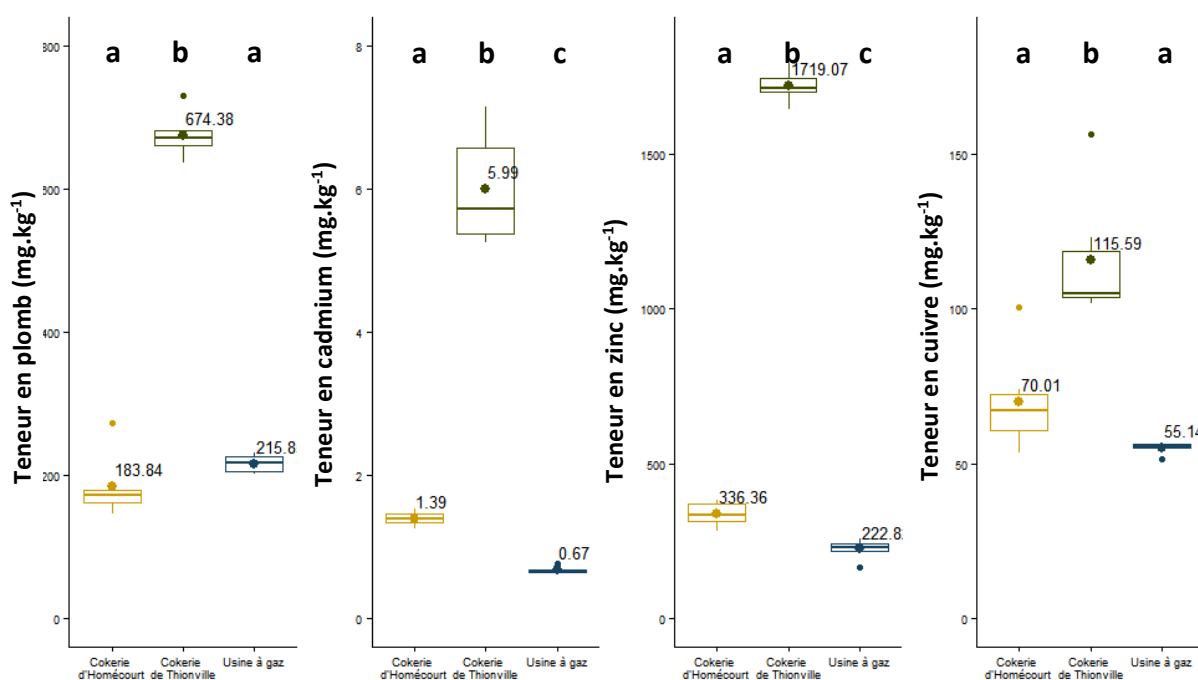 Teneur en plomb (mg.kg-1)
800
600
400
200
0
a b a
674.38
183.84
215.8
Cokerie d'Homécourt
Cokerie de Thionville
Usine à gaz
Teneur en cadmium (mg.kg-1)
8
6
4
2
0
a b c
5.99
1.39
0.67
Cokerie d'Homécourt
Cokerie de Thionville
Usine à gaz
Teneur en zinc (mg.kg-1)
1500
1000
500
0
a b c
1719.07
336.36
222.8
Cokerie d'Homécourt
Cokerie de Thionville
Usine à gaz
Teneur en cuivre (mg.kg-1)
150
100
50
0
a b a
115.59
70.01
55.14
Cokerie d'Homécourt
Cokerie de Thionville
Usine à gaz